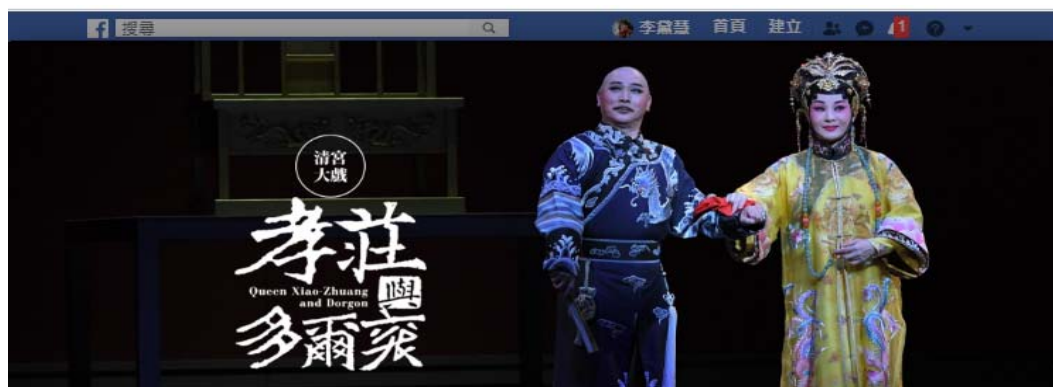 搜尋
李黛慧 首頁 建立 1
清宮
大戲
孝莊
Queen Xiao-Zhuang
and Dorgon
與
多爾袞